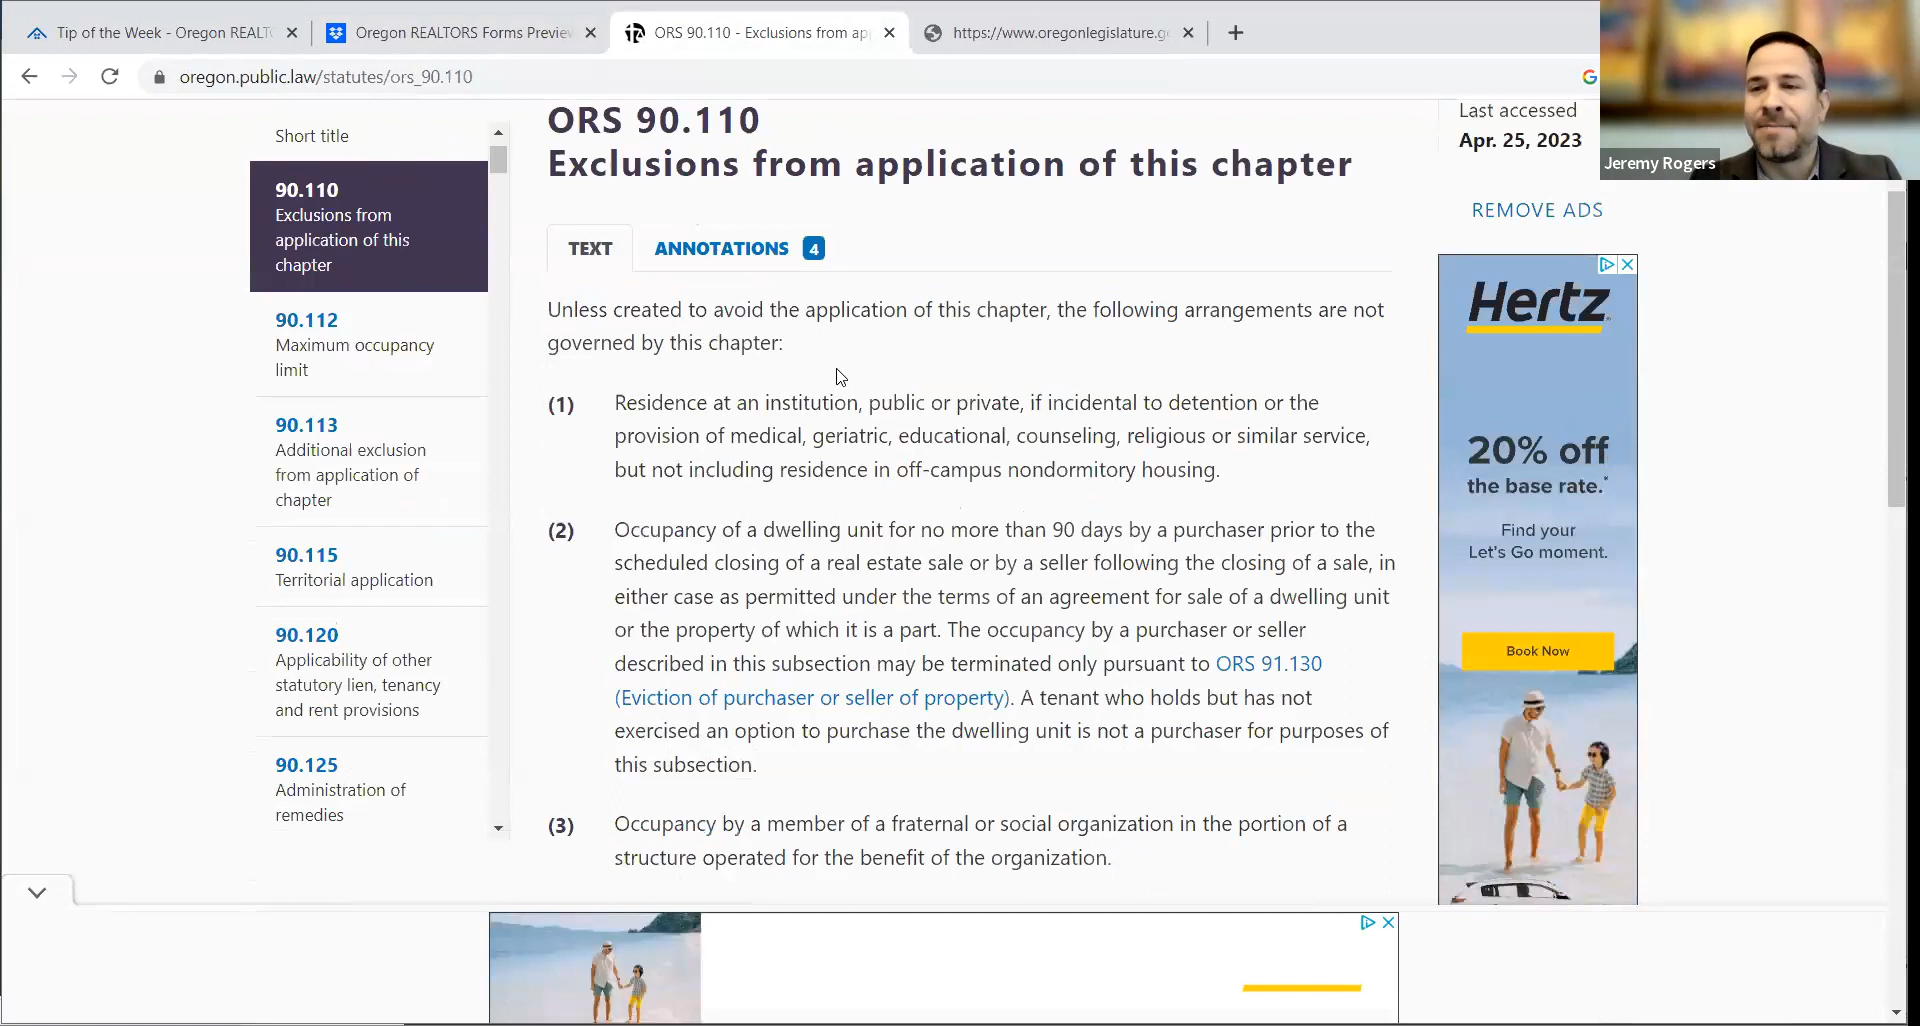 Tip of the Week - Oregon REALT
Oregon REALTORS Forms Preview
ORS 90.110 - Exclusions from ap
https://www.oregonlegislature.g
oregon.public.law/statutes/ors_90.110
Jeremy Rogers
Short title
90.110
Exclusions from
application of this
chapter
90.112
Maximum occupancy
limit
90.113
Additional exclusion
from application of
chapter
90.115
Territorial application
90.120
Applicability of other
statutory lien, tenancy
and rent provisions
90.125
Administration of
remedies
ORS 90.110
Exclusions from application of this chapter
TEXT
ANNOTATIONS 4
Unless created to avoid the application of this chapter, the following arrangements are not
governed by this chapter:
(1) Residence at an institution, public or private, if incidental to detention or the
provision of medical, geriatric, educational, counseling, religious or similar service,
but not including residence in off-campus nondormitory housing.
(2) Occupancy of a dwelling unit for no more than 90 days by a purchaser prior to the
scheduled closing of a real estate sale or by a seller following the closing of a sale, in
either case as permitted under the terms of an agreement for sale of a dwelling unit
or the property of which it is a part. The occupancy by a purchaser or seller
described in this subsection may be terminated only pursuant to ORS 91.130
(Eviction of purchaser or seller of property). A tenant who holds but has not
exercised an option to purchase the dwelling unit is not a purchaser for purposes of
this subsection.
(3) Occupancy by a member of a fraternal or social organization in the portion of a
structure operated for the benefit of the organization.
Last accessed
Apr. 25, 2023
REMOVE ADS
Hertz
20% off
the base rate.*
Find your
Let's Go moment.
Book Now